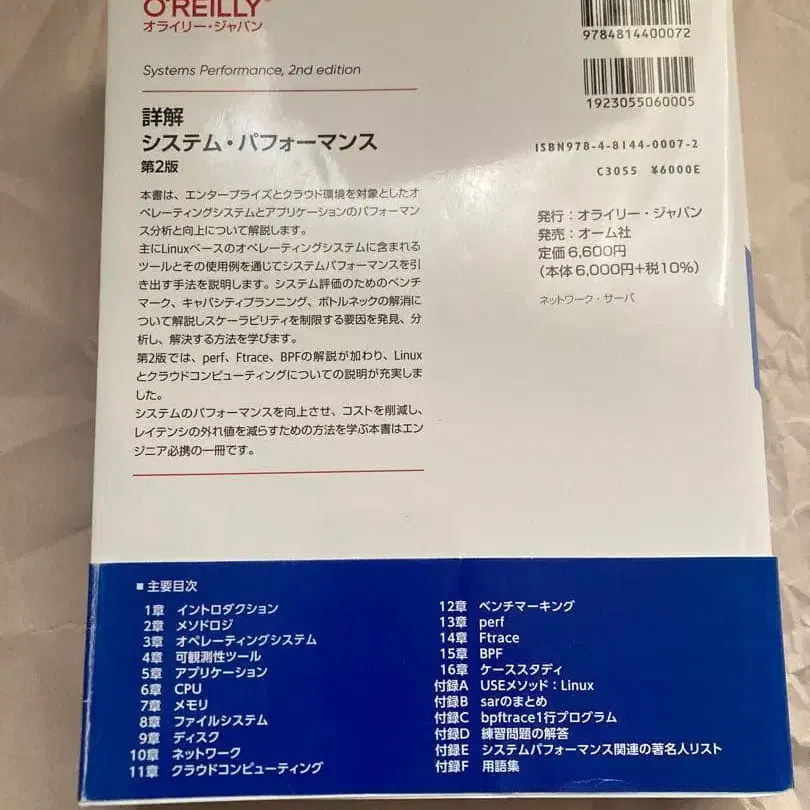 O'REILLY®
オライリー・ジャパン
Systems Performance, 2nd edition
詳解
システム・パフォーマンス
第2版
本書は、エンタープライズとクラウド環境を対象としたオ
ペレーティングシステムとアプリケーションのパフォーマン
ス分析と向上について解説します。
主にLinuxベースのオペレーティングシステムに含まれる
ツールとその使用例を通じてシステムパフォーマンスを引
き出す手法を説明します。システム評価のためのベンチ
マーク、キャパシティプランニング、ボトルネックの解消に
ついて解説しスケーラビリティを制限する要因を発見、分
析し、解決する方法を学びます。
第2版では、perf、Ftrace、BPFの解説が加わり、Linux
とクラウドコンピューティングについての説明が充実しま
した。
システムのパフォーマンスを向上させ、コストを削減し、
レイテンシの外れ値を減らすための方法を学ぶ本書はエン
ジニア必携の一冊です。
9784814400072
1923055060005
ISBN978-4-8144-0007-2
C3055 ¥6000E
発行：オライリー・ジャパン
発売：オーム社
定価6,600円
（本体6,000円+税10%）
ネットワーク・サーバ
■ 主要目次
1章 イントロダクション
2章 メソドロジ
3章 オペレーティングシステム
4章 可観測性ツール
5章 アプリケーション
6章 CPU
7章 メモリ
8章 ファイルシステム
9章 ディスク
10章 ネットワーク
11章 クラウドコンピューティング
12章 ベンチマーキング
13章 perf
14章 Ftrace
15章 BPF
16章 ケーススタディ
付録A USEメソッド：Linux
付録B sarのまとめ
付録C bpftrace1行プログラム
付録D 練習問題の解答
付録E システムパフォーマンス関連の著名人リスト
付録F 用語集